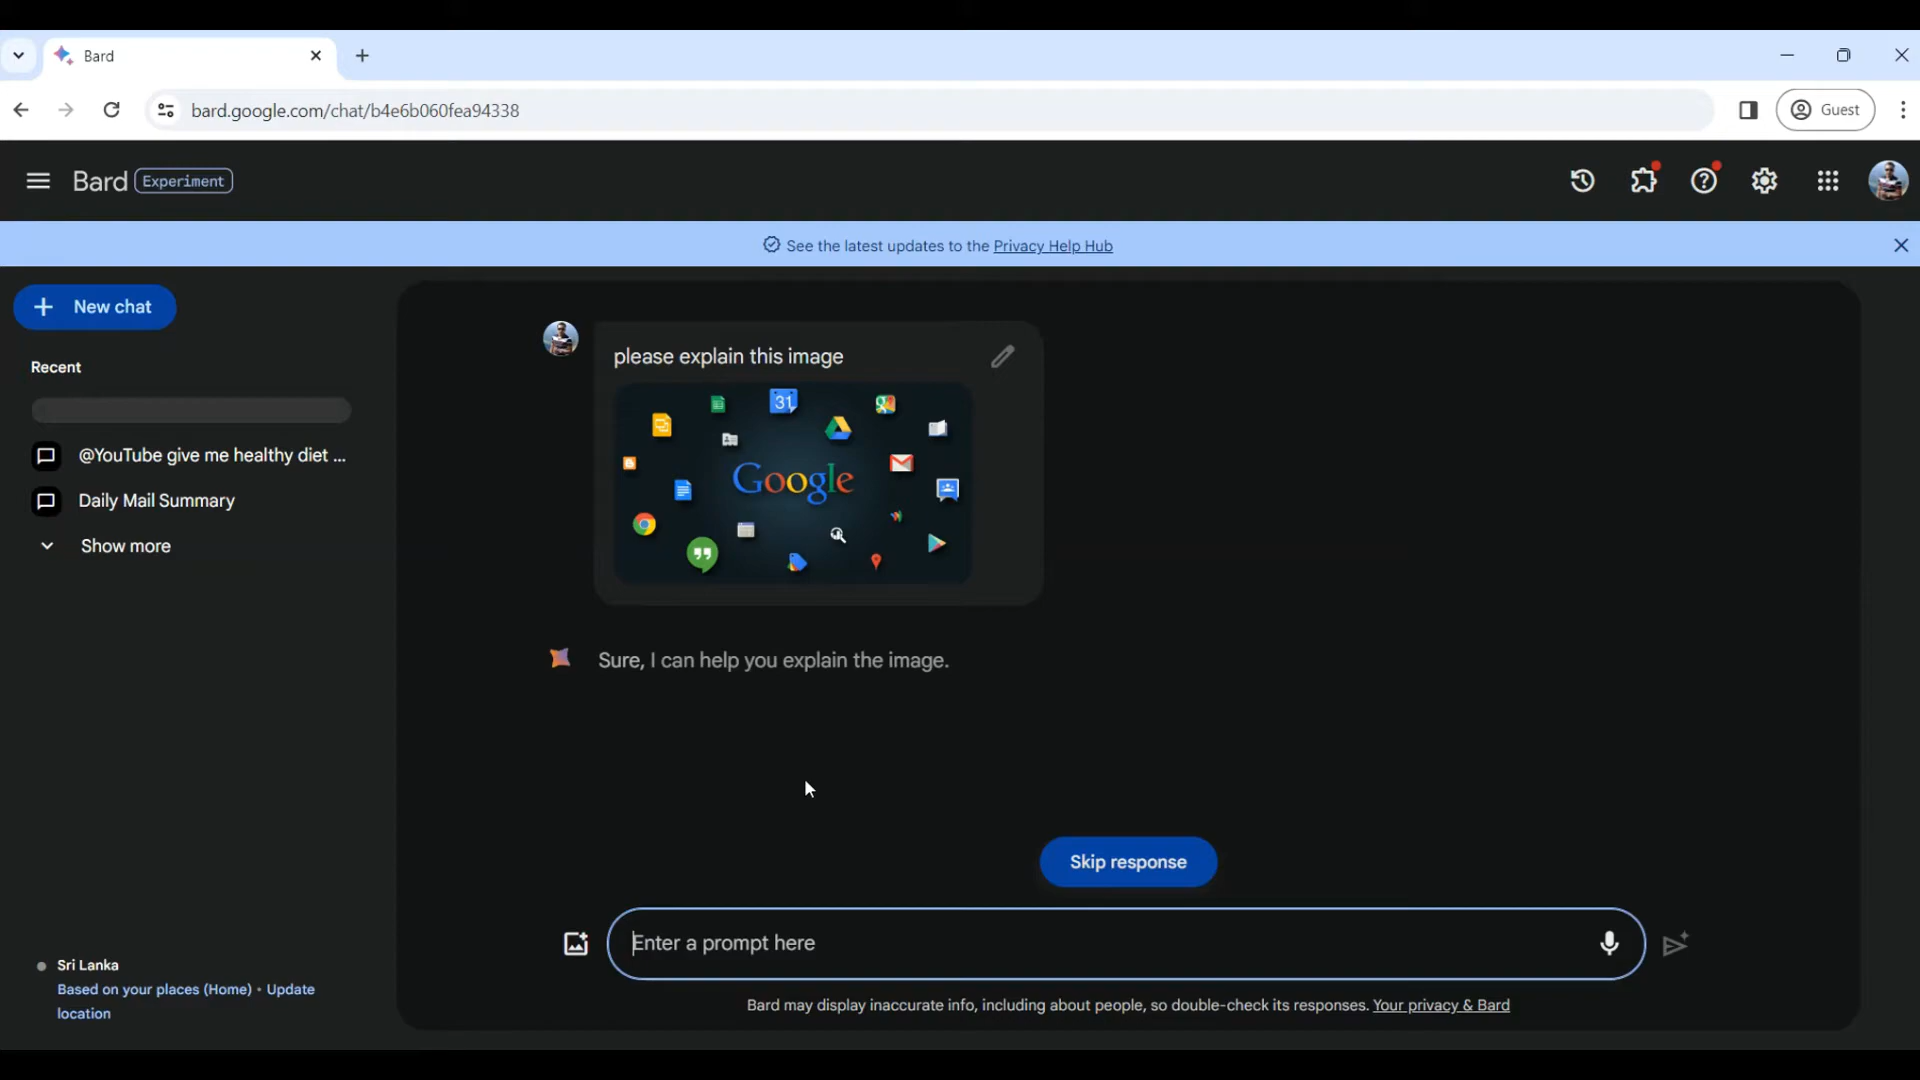 Bard
bard.google.com/chat/b4e6b060fea94338
Guest
Bard Experiment
See the latest updates to the Privacy Help Hub
New chat
Recent
@YouTube give me healthy diet ...
Daily Mail Summary
Show more
please explain this image
31
Google
Sure, I can help you explain the image.
Skip response
Enter a prompt here
Sri Lanka
Based on your places (Home) • Update
location
Bard may display inaccurate info, including about people, so double-check its responses. Your privacy & Bard